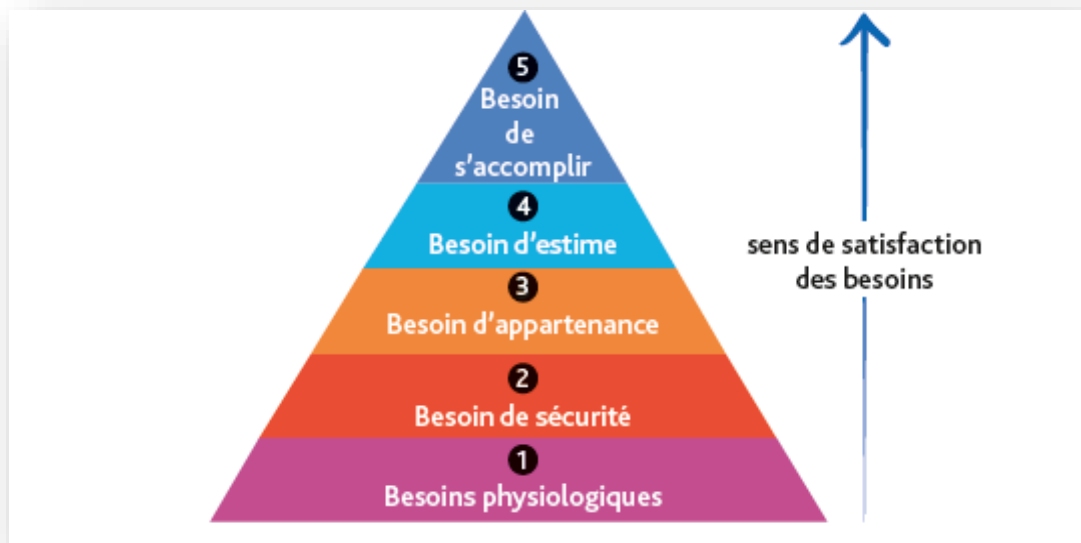 5
Besoin
de
s'accomplir
4
Besoin d'estime
3
Besoin d'appartenance
2
Besoin de sécurité
1
Besoins physiologiques
sens de satisfaction
des besoins